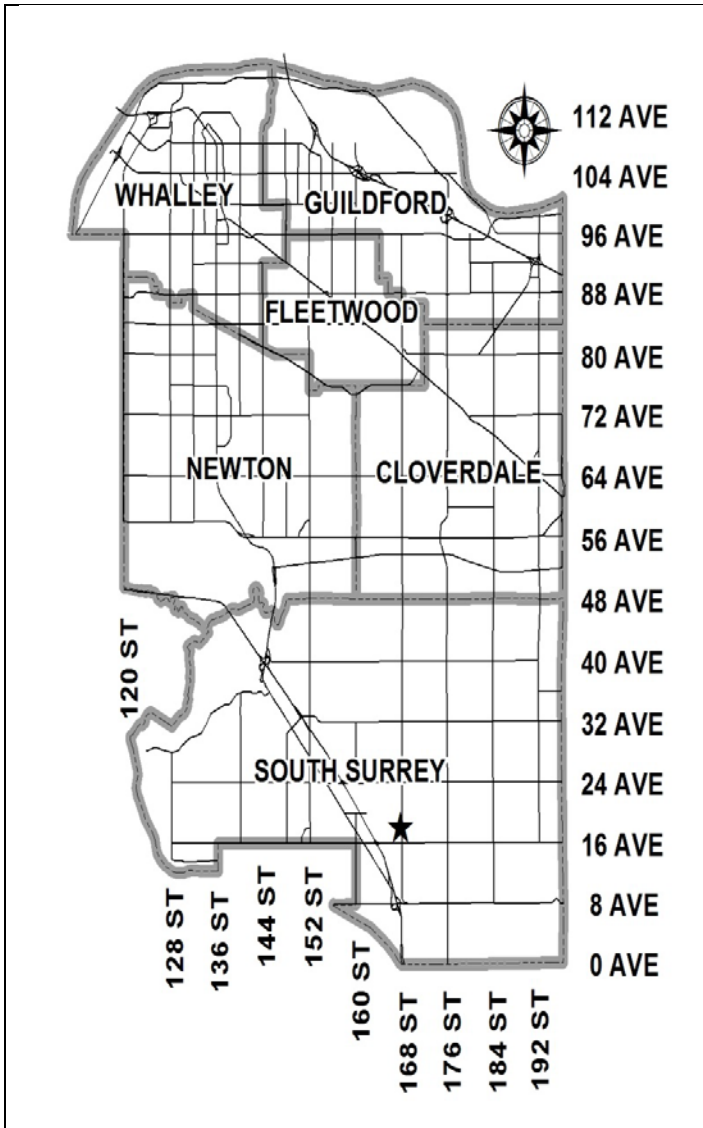 112 AVE
104 AVE
WHALLEY
GUILDFORD
96 AVE
88 AVE
FLEETWOOD
80 AVE
72 AVE
NEWTON
CLOVERDALE
64 AVE
56 AVE
48 AVE
120 ST
40 AVE
32 AVE
SOUTH SURREY
24 AVE
16 AVE
8 AVE
0 AVE
128 ST
136 ST
144 ST
152 ST
160 ST
168 ST
176 ST
184 ST
192 ST